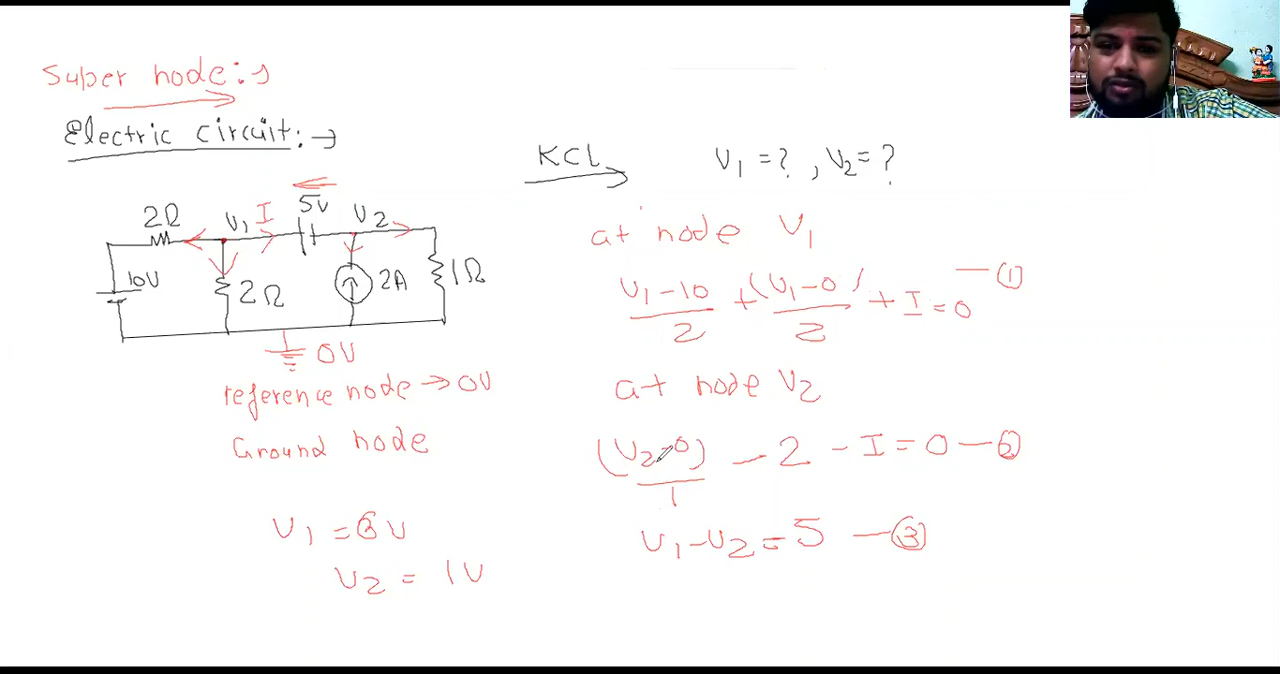 Super node:→
Electric circuit:→
KCL
V1 = ? , V2 = ?
2Ω
V1
I
5V
V2
10V
2Ω
2A
1Ω
0V
reference node → 0V
Ground node
V1 = 6V
V2 = 1V
at node V1
V1-10/2 + (V1-0)/2 + I = 0 — ①
at node V2
(V2-0)/1 - 2 - I = 0 — ②
V1-V2 = 5 — ③